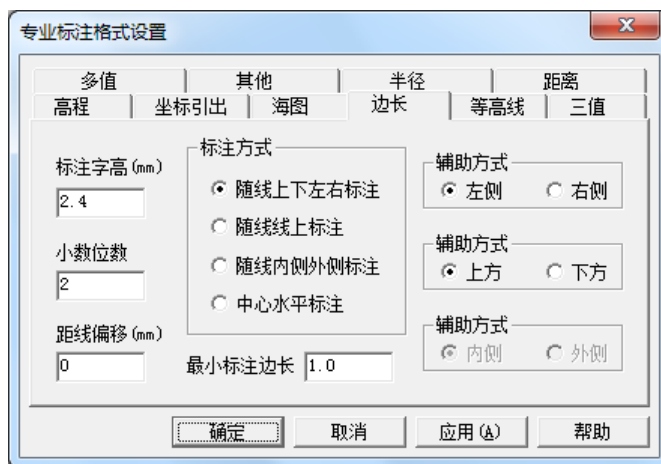 专业标注格式设置
多值 其他 半径 距离
高程 坐标引出 海图 边长 等高线 三值
标注字高(mm)
2.4
小数位数
2
距线偏移(mm)
0
标注方式
随线上下左右标注
随线线上标注
随线内侧外侧标注
中心水平标注
最小标注边长 1.0
辅助方式
左侧 右侧
辅助方式
上方 下方
辅助方式
内侧 外侧
确定 取消 应用(A) 帮助